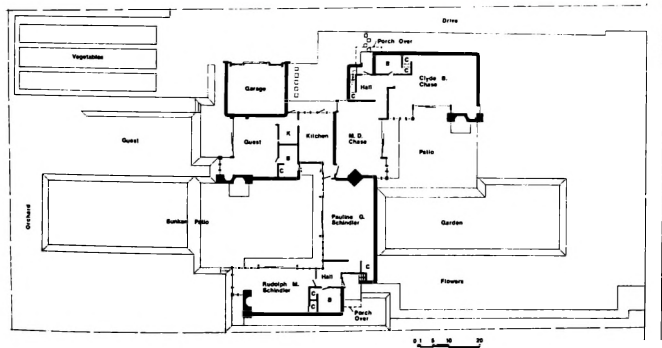 Drive
Porch Over
Vegetables
B
C
C
Clyde B.
Chase
Garage
Hall
C
Guest
Guest
K
Kitchen
M. D.
Chase
Patio
B
C
Orchard
Sunken Patio
Pauline G.
Schindler
Garden
Rudolph M.
Schindler
Hall
C
C
C
B
Flowers
Porch
Over
0 1 5 10 20